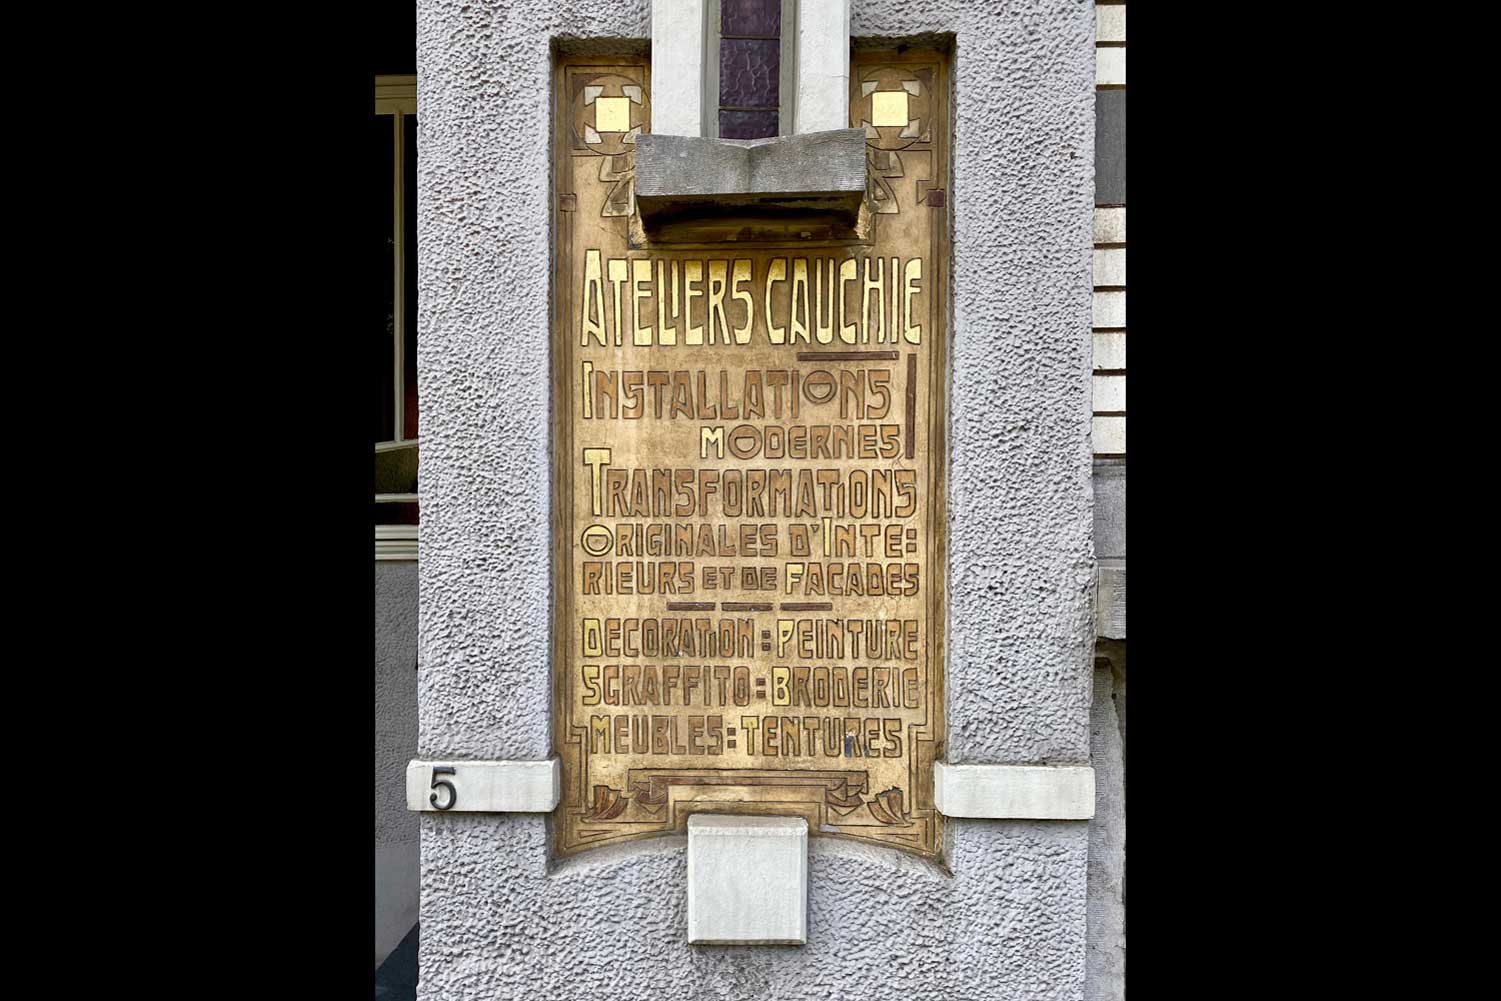 ATELIERS CAUCHIE
INSTALLATIONS
MODERNES
TRANSFORMATIONS
ORIGINALES D'INTE:
RIEURS ET DE FACADES
DECORATION: PEINTURE
SGRAFFITO: BRODERIE
MEUBLES: TENTURES
5